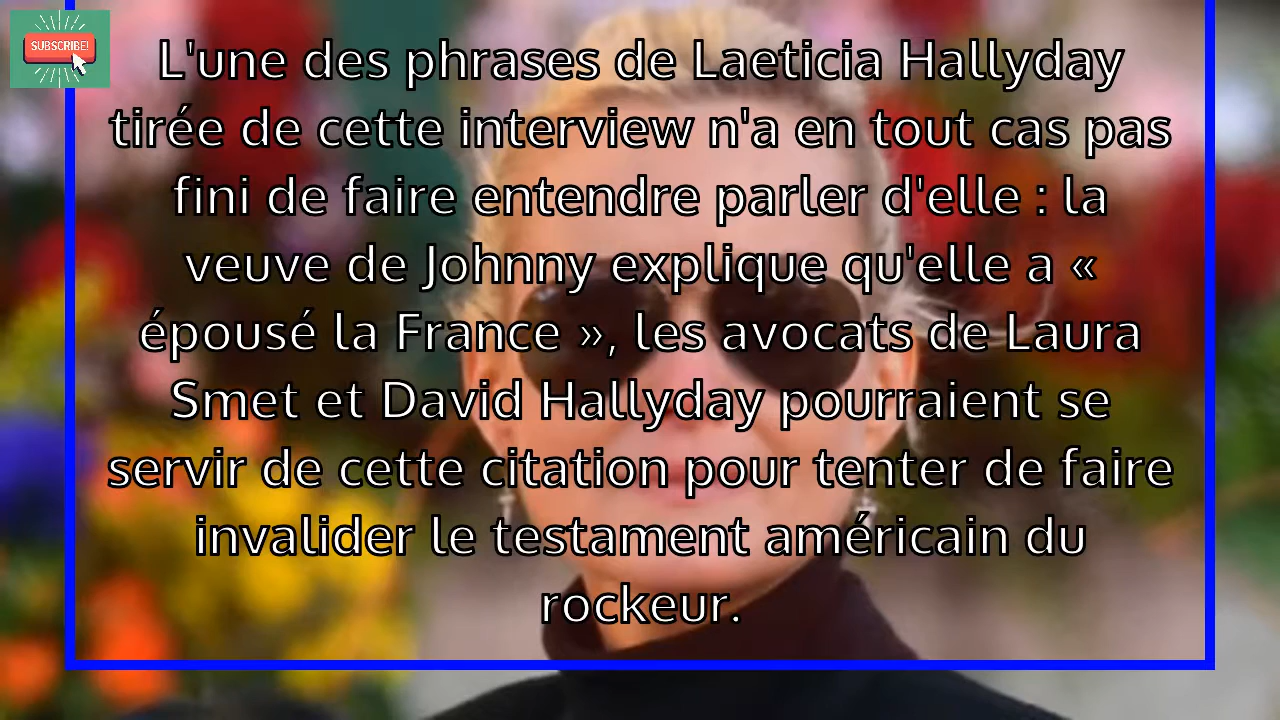 SUBSCRIBE!
L'une des phrases de Laeticia Hallyday
tirée de cette interview n'a en tout cas pas
fini de faire entendre parler d'elle : la
veuve de Johnny explique qu'elle a «
épousé la France », les avocats de Laura
Smet et David Hallyday pourraient se
servir de cette citation pour tenter de faire
invalider le testament américain du
rockeur.